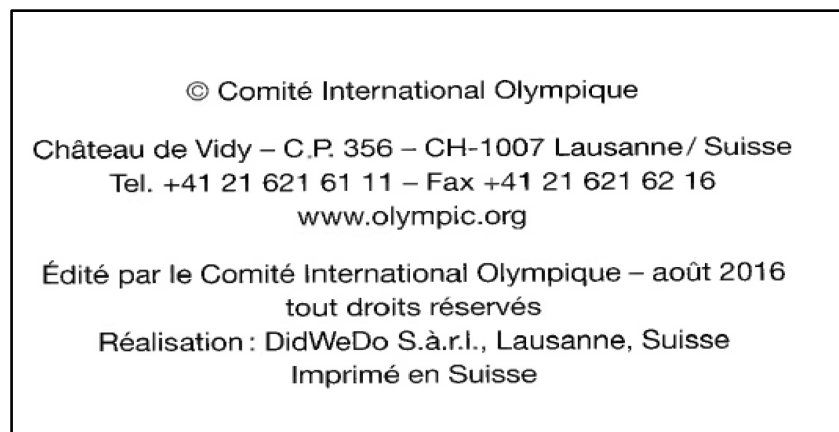 © Comité International Olympique
Château de Vidy – C.P. 356 – CH-1007 Lausanne/ Suisse
Tel. +41 21 621 61 11 – Fax +41 21 621 62 16
www.olympic.org
Édité par le Comité International Olympique – août 2016
tout droits réservés
Réalisation : DidWeDo S.à.r.l., Lausanne, Suisse
Imprimé en Suisse